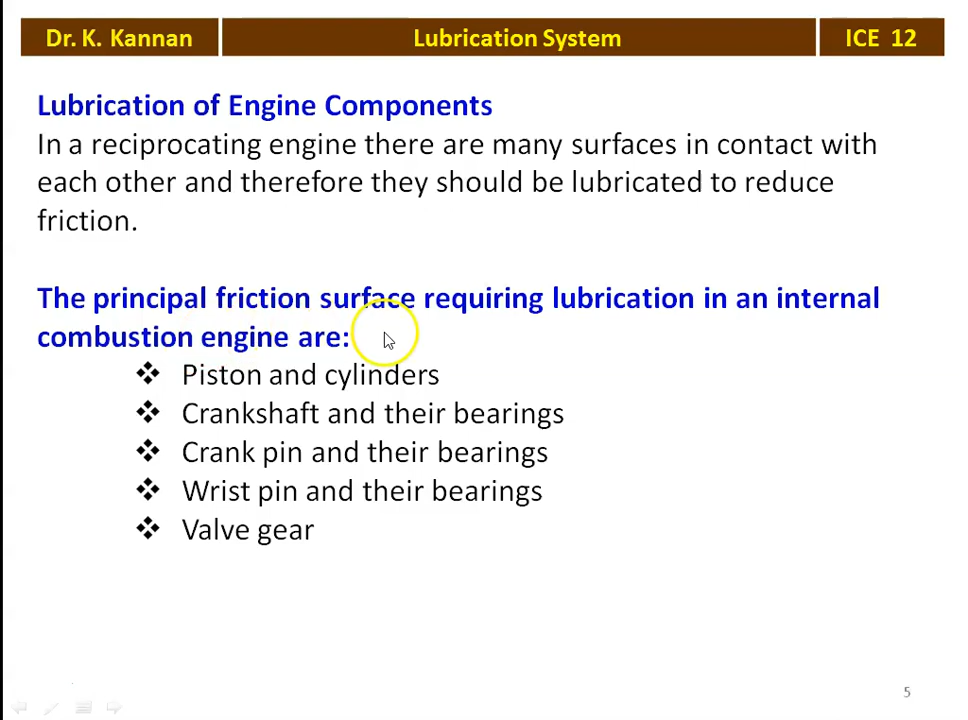 Dr. K. Kannan
Lubrication System
ICE 12
Lubrication of Engine Components
In a reciprocating engine there are many surfaces in contact with
each other and therefore they should be lubricated to reduce
friction.
The principal friction surface requiring lubrication in an internal
combustion engine are:
❖ Piston and cylinders
❖ Crankshaft and their bearings
❖ Crank pin and their bearings
❖ Wrist pin and their bearings
❖ Valve gear
5